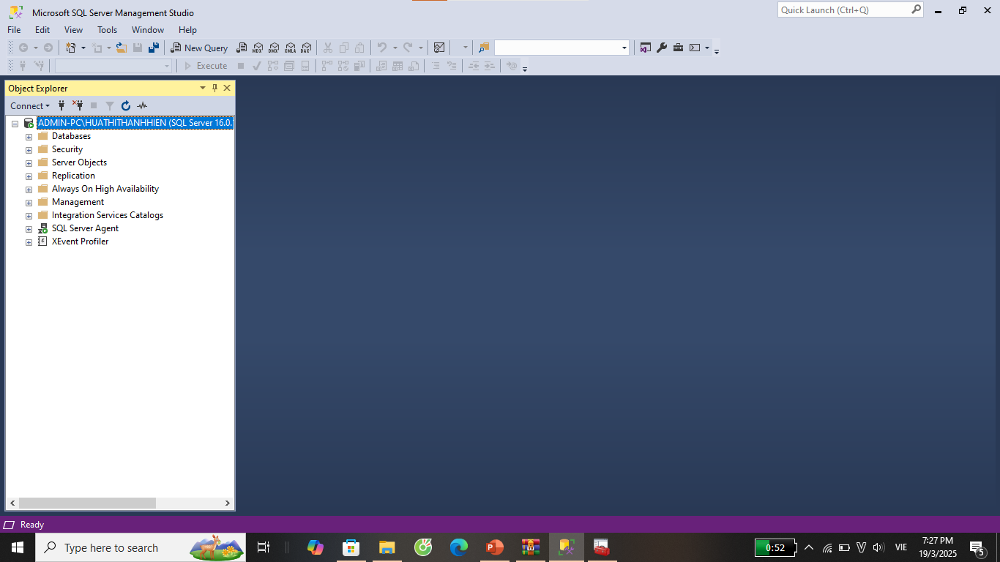 Microsoft SQL Server Management Studio
Quick Launch (Ctrl+Q)
File Edit View Tools Window Help
New Query MDX DMX XMLA DAX
Execute
Object Explorer
Connect
ADMIN-PC\HUATHITHANHHIEN (SQL Server 16.0.
Databases
Security
Server Objects
Replication
Always On High Availability
Management
Integration Services Catalogs
SQL Server Agent
XEvent Profiler
Ready
Type here to search
0:52
VIE
7:27 PM
19/3/2025
5